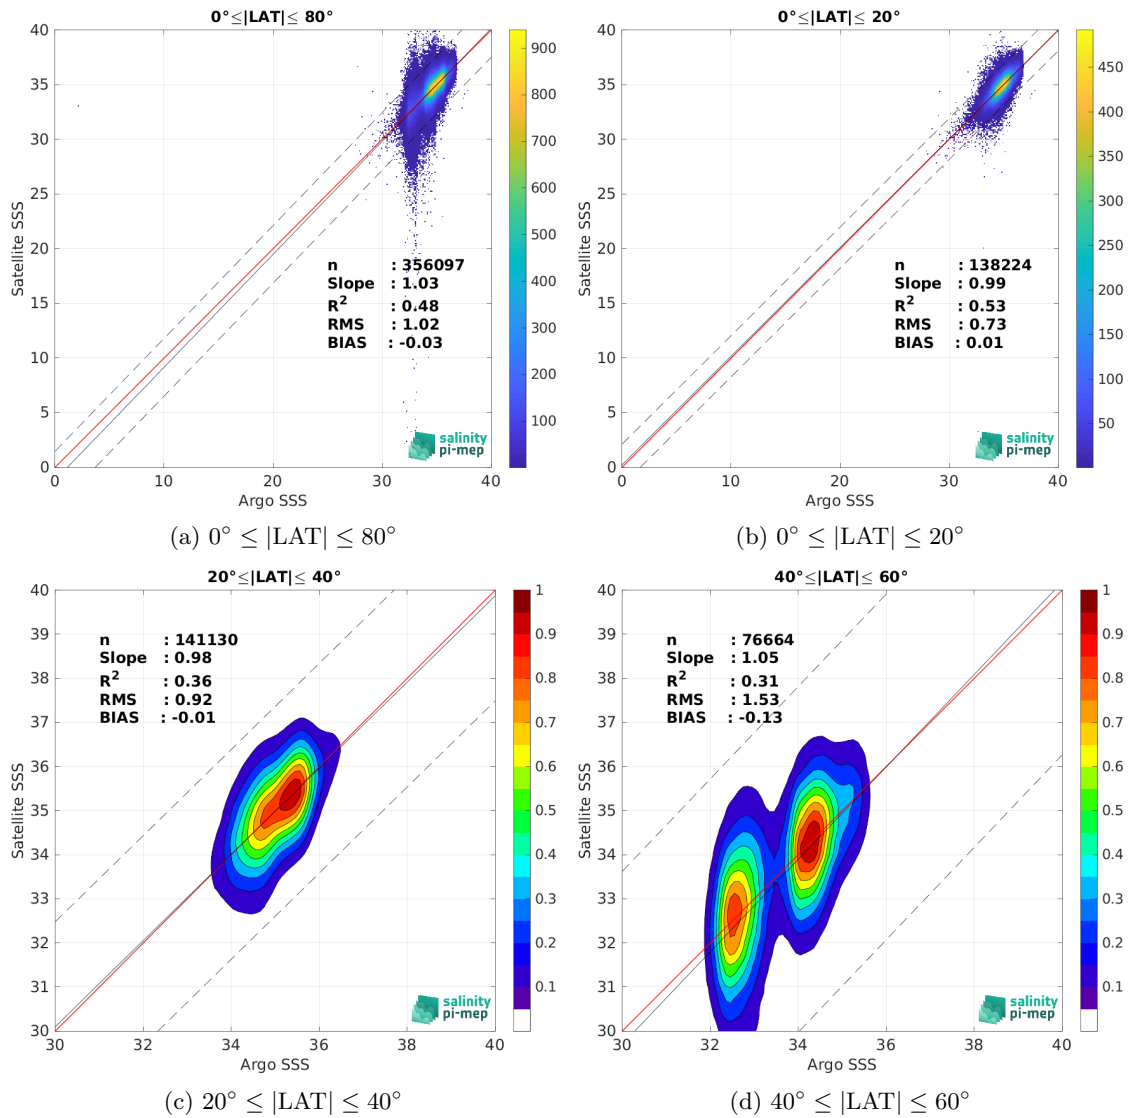 0°≤|LAT|≤ 80°
40
35
30
25
20
15
10
5
0
Satellite SSS
n : 356097
Slope : 1.03
R² : 0.48
RMS : 1.02
BIAS : -0.03
salinity
pi-mep
0 10 20 30 40
Argo SSS
900
800
700
600
500
400
300
200
100
(a) 0° ≤ |LAT| ≤ 80°
0°≤|LAT|≤ 20°
40
35
30
25
20
15
10
5
0
Satellite SSS
n : 138224
Slope : 0.99
R² : 0.53
RMS : 0.73
BIAS : 0.01
salinity
pi-mep
0 10 20 30 40
Argo SSS
450
400
350
300
250
200
150
100
50
(b) 0° ≤ |LAT| ≤ 20°
20°≤|LAT|≤ 40°
40
39
38
37
36
35
34
33
32
31
30
Satellite SSS
n : 141130
Slope : 0.98
R² : 0.36
RMS : 0.92
BIAS : -0.01
salinity
pi-mep
30 32 34 36 38 40
Argo SSS
1
0.9
0.8
0.7
0.6
0.5
0.4
0.3
0.2
0.1
(c) 20° ≤ |LAT| ≤ 40°
40°≤|LAT|≤ 60°
40
39
38
37
36
35
34
33
32
31
30
Satellite SSS
n : 76664
Slope : 1.05
R² : 0.31
RMS : 1.53
BIAS : -0.13
salinity
pi-mep
30 32 34 36 38 40
Argo SSS
1
0.9
0.8
0.7
0.6
0.5
0.4
0.3
0.2
0.1
(d) 40° ≤ |LAT| ≤ 60°